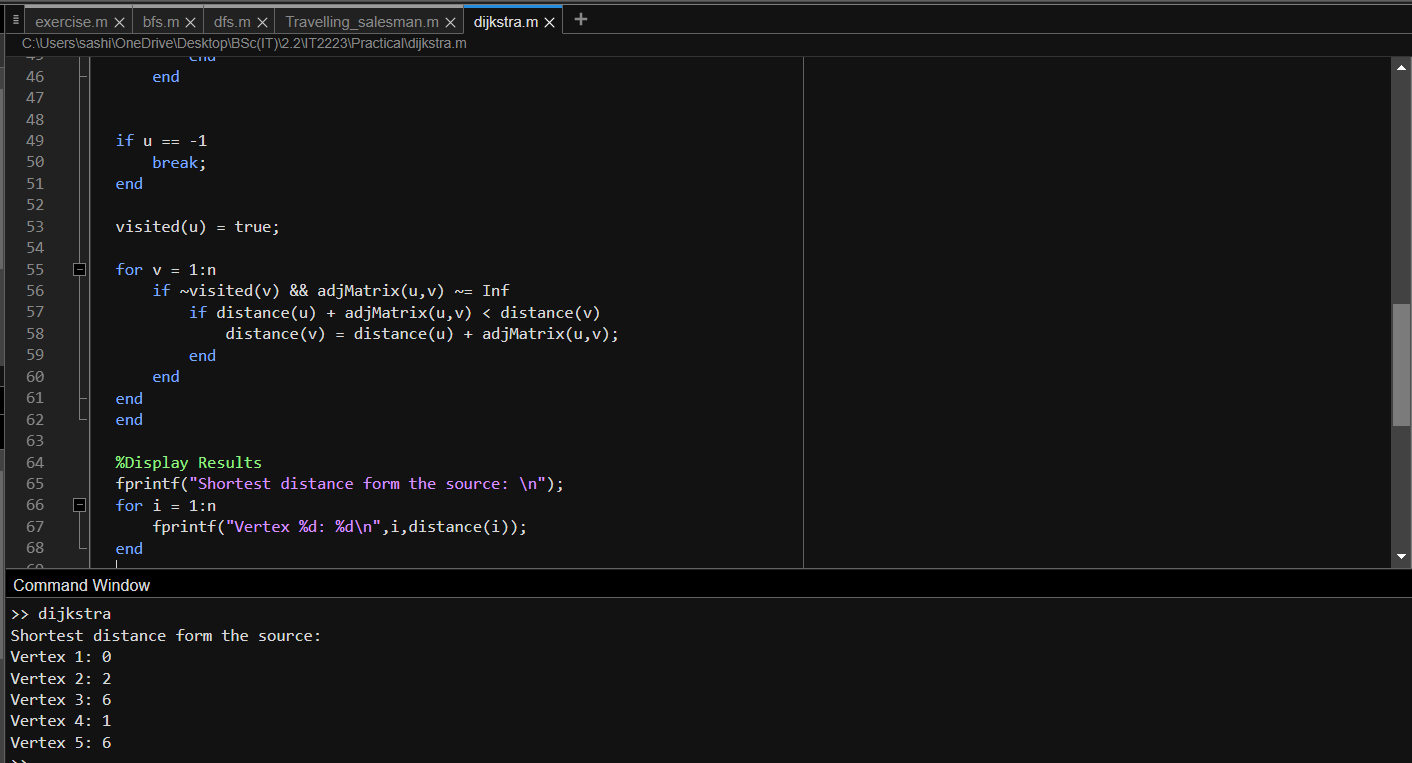 exercise.m bfs.m dfs.m Travelling_salesman.m dijkstra.m
C:\Users\sashi\OneDrive\Desktop\BSc(IT)\2.2\IT2223\Practical\dijkstra.m
45 end
46 end
47
48
49 if u == -1
50 break;
51 end
52
53 visited(u) = true;
54
55 for v = 1:n
56 if ~visited(v) && adjMatrix(u,v) ~= Inf
57 if distance(u) + adjMatrix(u,v) < distance(v)
58 distance(v) = distance(u) + adjMatrix(u,v);
59 end
60 end
61 end
62 end
63
64 %Display Results
65 fprintf("Shortest distance form the source: \n");
66 for i = 1:n
67 fprintf("Vertex %d: %d\n",i,distance(i));
68 end
69
Command Window
>> dijkstra
Shortest distance form the source:
Vertex 1: 0
Vertex 2: 2
Vertex 3: 6
Vertex 4: 1
Vertex 5: 6
>>